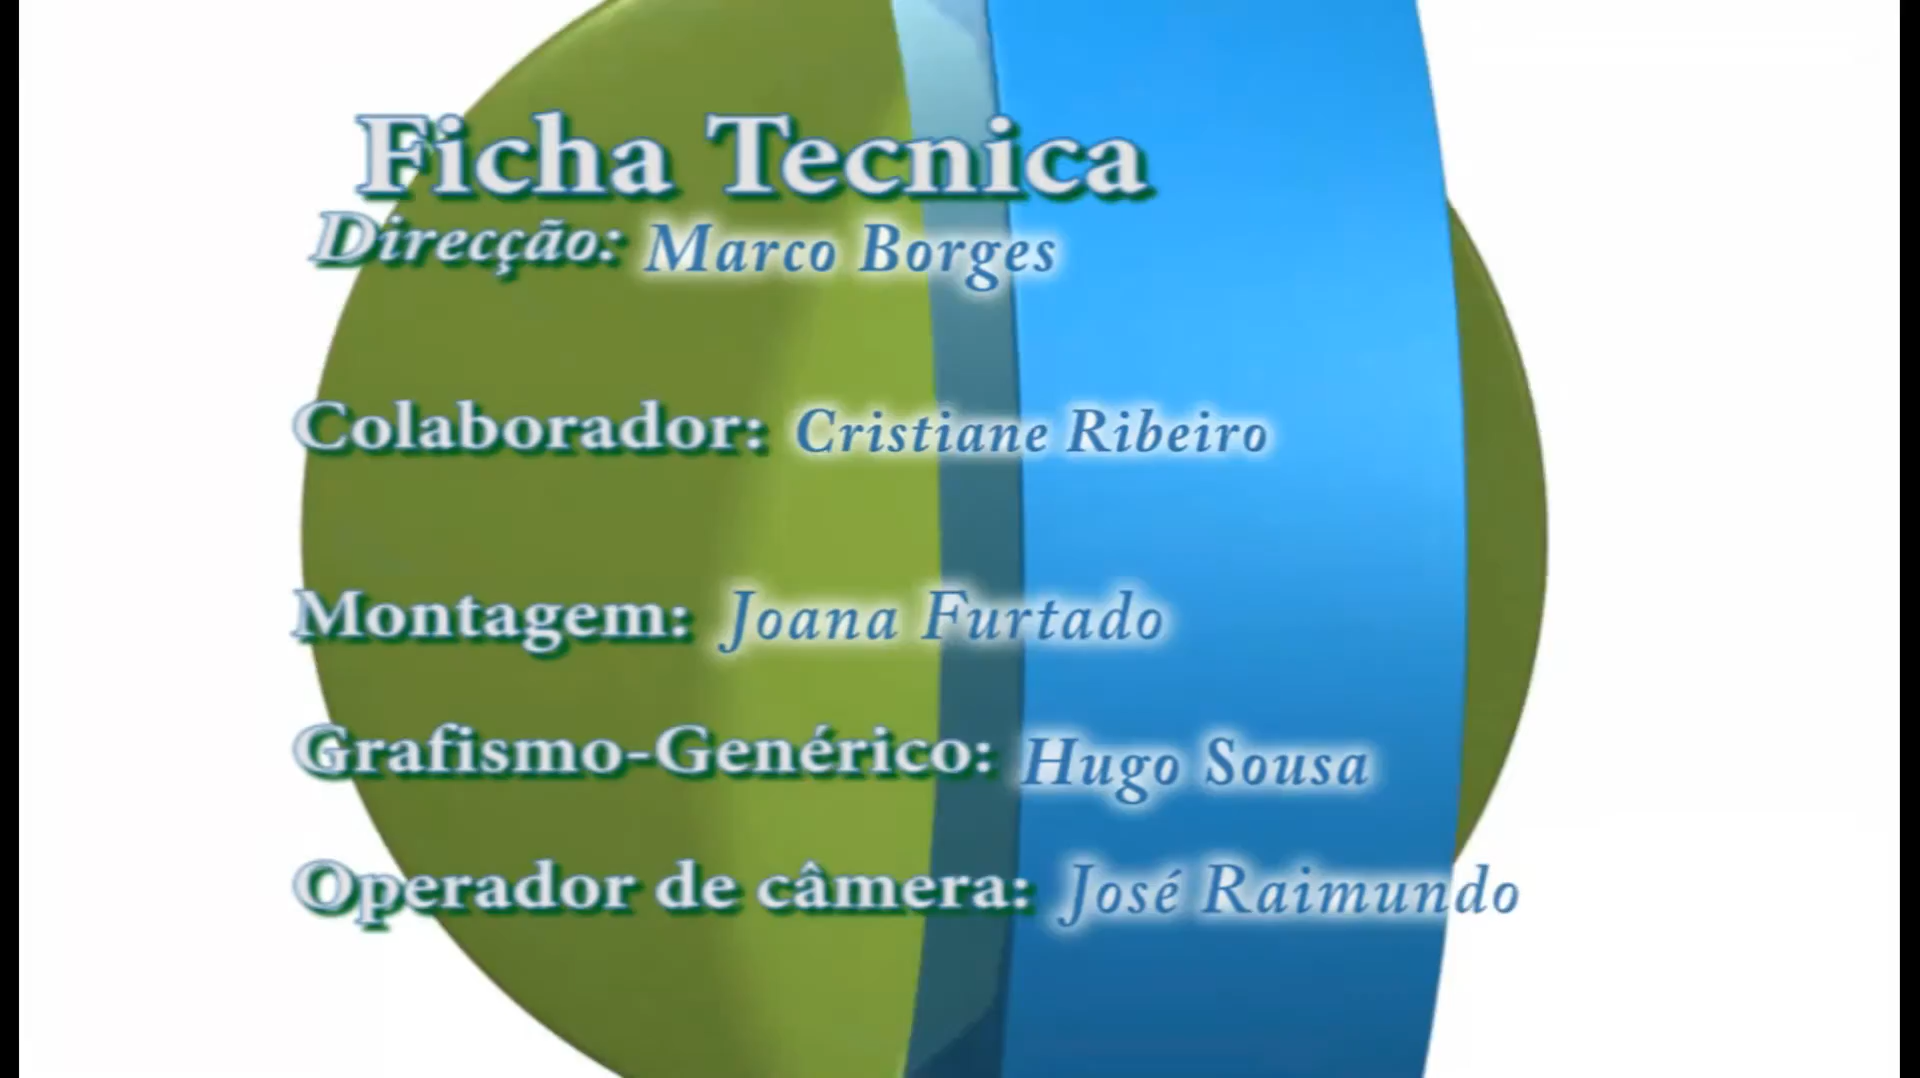 Ficha Tecnica
Direcção: Marco Borges
Colaborador: Cristiane Ribeiro
Montagem: Joana Furtado
Grafismo-Genérico: Hugo Sousa
Operador de câmera: José Raimundo